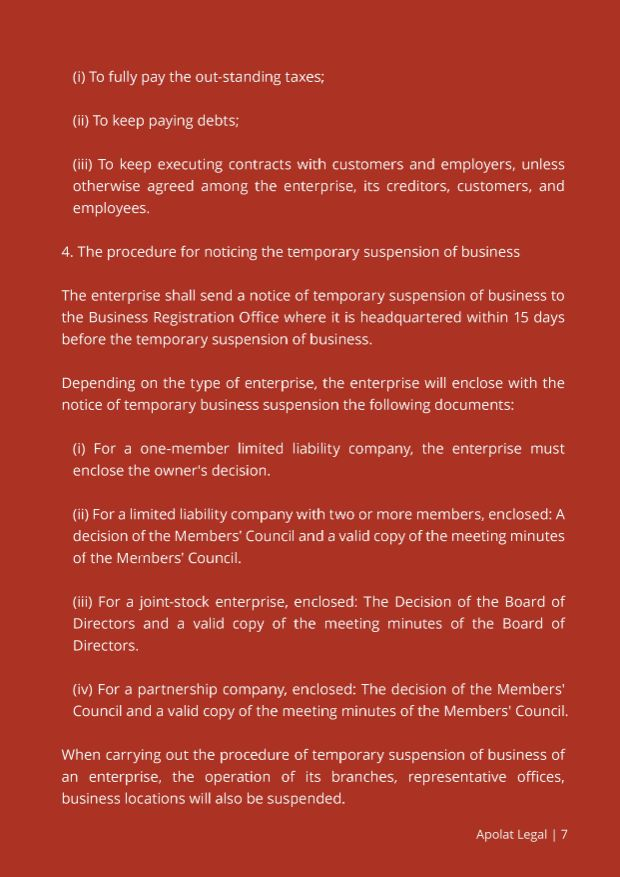 (i) To fully pay the out-standing taxes;
(ii) To keep paying debts;
(iii) To keep executing contracts with customers and employers, unless
otherwise agreed among the enterprise, its creditors, customers, and
employees.
4. The procedure for noticing the temporary suspension of business
The enterprise shall send a notice of temporary suspension of business to
the Business Registration Office where it is headquartered within 15 days
before the temporary suspension of business.
Depending on the type of enterprise, the enterprise will enclose with the
notice of temporary business suspension the following documents:
(i) For a one-member limited liability company, the enterprise must
enclose the owner's decision.
(ii) For a limited liability company with two or more members, enclosed: A
decision of the Members' Council and a valid copy of the meeting minutes
of the Members' Council.
(iii) For a joint-stock enterprise, enclosed: The Decision of the Board of
Directors and a valid copy of the meeting minutes of the Board of
Directors.
(iv) For a partnership company, enclosed: The decision of the Members'
Council and a valid copy of the meeting minutes of the Members' Council.
When carrying out the procedure of temporary suspension of business of
an enterprise, the operation of its branches, representative offices,
business locations will also be suspended.
Apolat Legal | 7